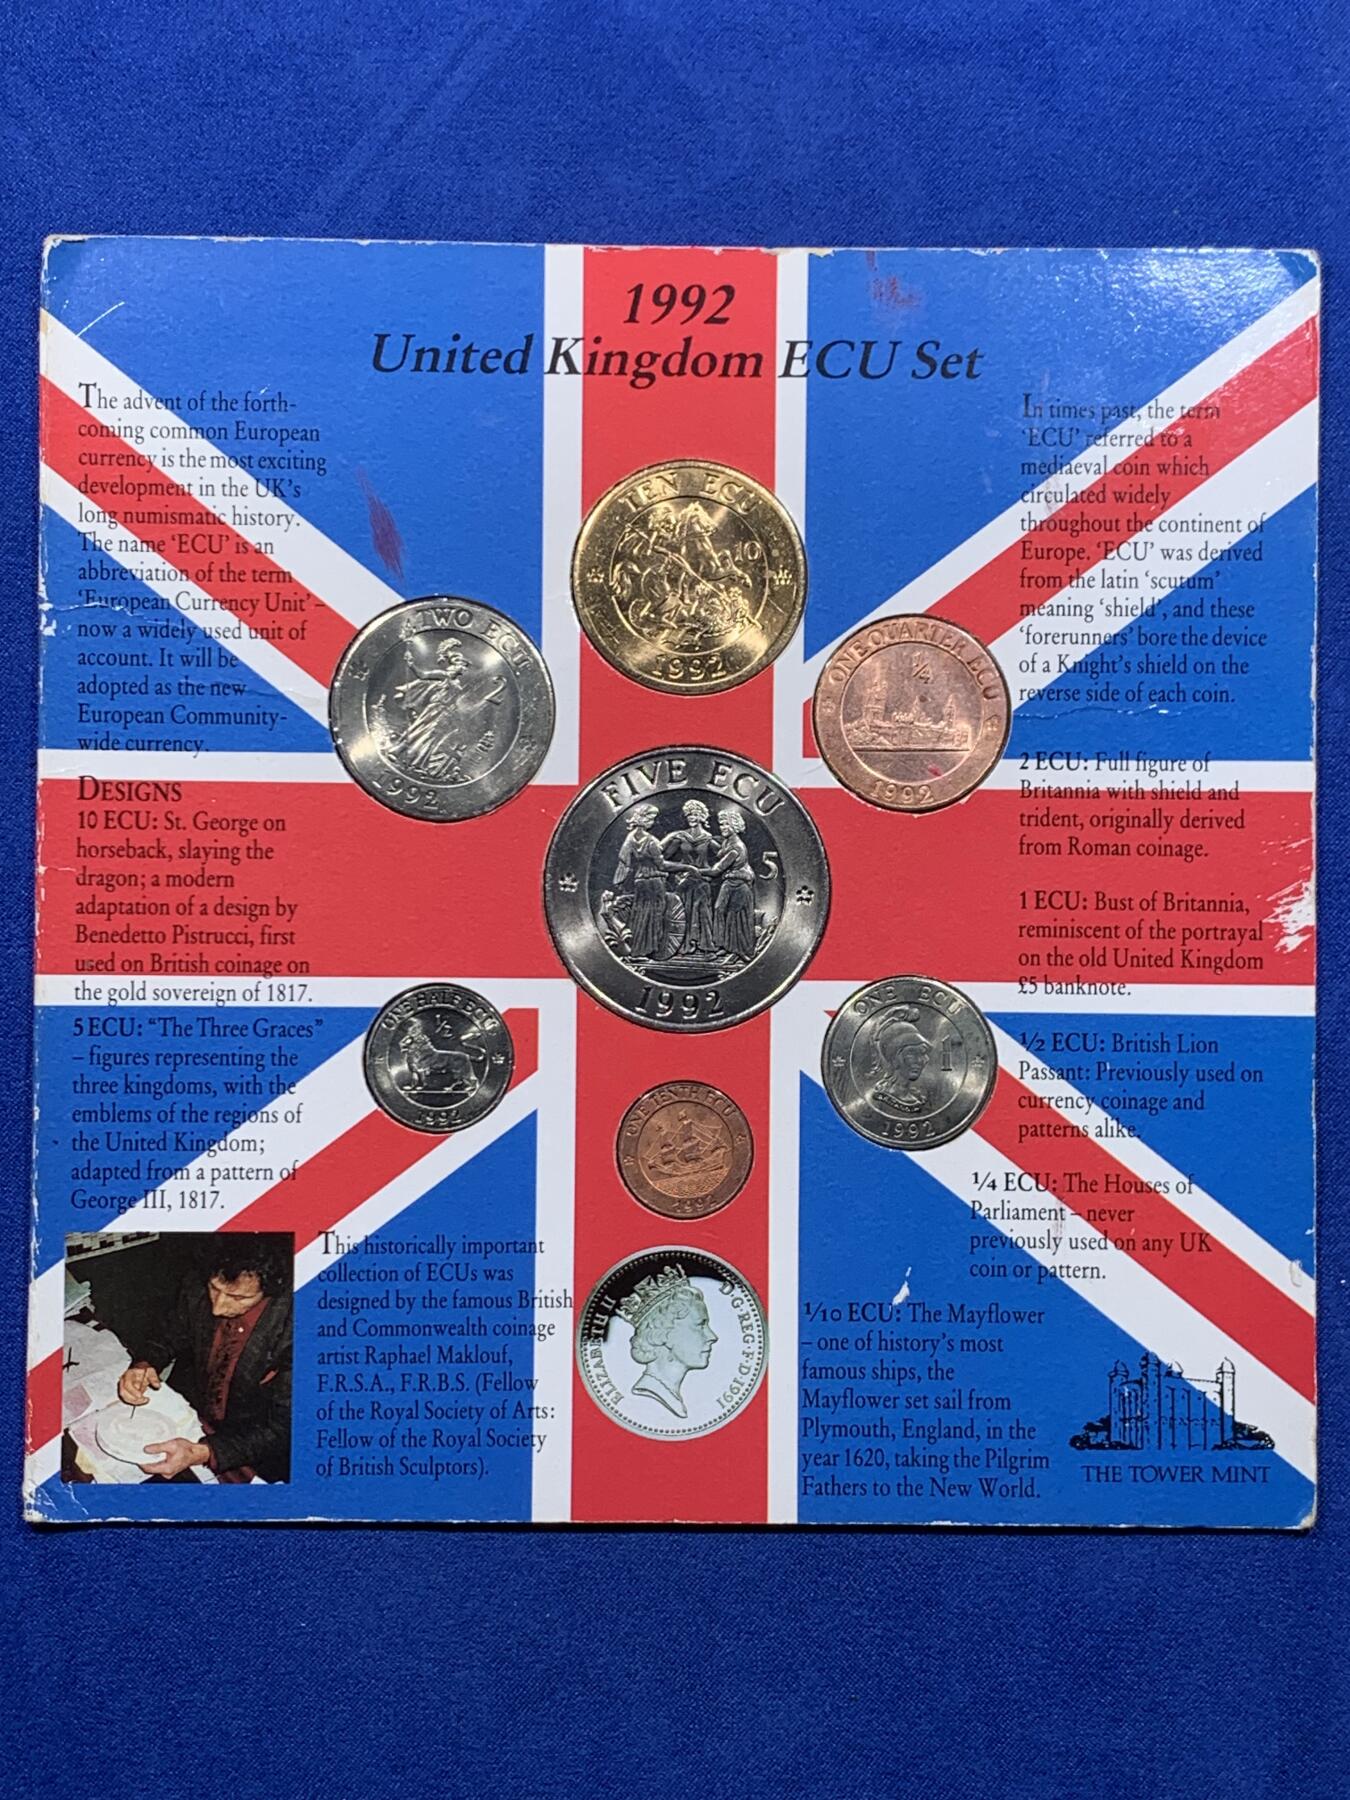 1992
United Kingdom ECU Set
The advent of the forth-
coming common European
currency is the most exciting
development in the UK's
long numismatic history.
The name 'ECU' is an
abbreviation of the term
'European Currency Unit' –
now a widely used unit of
account. It will be
adopted as the new
European Community-
wide currency.
DESIGNS
10 ECU: St. George on
horseback, slaying the
dragon; a modern
adaptation of a design by
Benedetto Pistrucci, first
used on British coinage on
the gold sovereign of 1817.
5 ECU: "The Three Graces"
– figures representing the
three kingdoms, with the
emblems of the regions of
the United Kingdom;
adapted from a pattern of
George III, 1817.
This historically important
collection of ECUs was
designed by the famous British
and Commonwealth coinage
artist Raphael Maklouf,
F.R.S.A., F.R.B.S. (Fellow
of the Royal Society of Arts:
Fellow of the Royal Society
of British Sculptors).
TEN ECU
10
1992
TWO ECU
2
1992
ONE QUARTER ECU
1/4
1992
FIVE ECU
5
1992
ONE HALF ECU
1/2
1992
ONE ECU
1
1992
ONE TENTH ECU
1992
ELIZABETH II D·G·REG·F·D·1991
In times past, the term
'ECU' referred to a
mediaeval coin which
circulated widely
throughout the continent of
Europe. 'ECU' was derived
from the latin 'scutum'
meaning 'shield', and these
'forerunners' bore the device
of a Knight's shield on the
reverse side of each coin.
2 ECU: Full figure of
Britannia with shield and
trident, originally derived
from Roman coinage.
1 ECU: Bust of Britannia,
reminiscent of the portrayal
on the old United Kingdom
£5 banknote.
1/2 ECU: British Lion
Passant: Previously used on
currency coinage and
patterns alike.
1/4 ECU: The Houses of
Parliament – never
previously used on any UK
coin or pattern.
1/10 ECU: The Mayflower
– one of history's most
famous ships, the
Mayflower set sail from
Plymouth, England, in the
year 1620, taking the Pilgrim
Fathers to the New World.
THE TOWER MINT